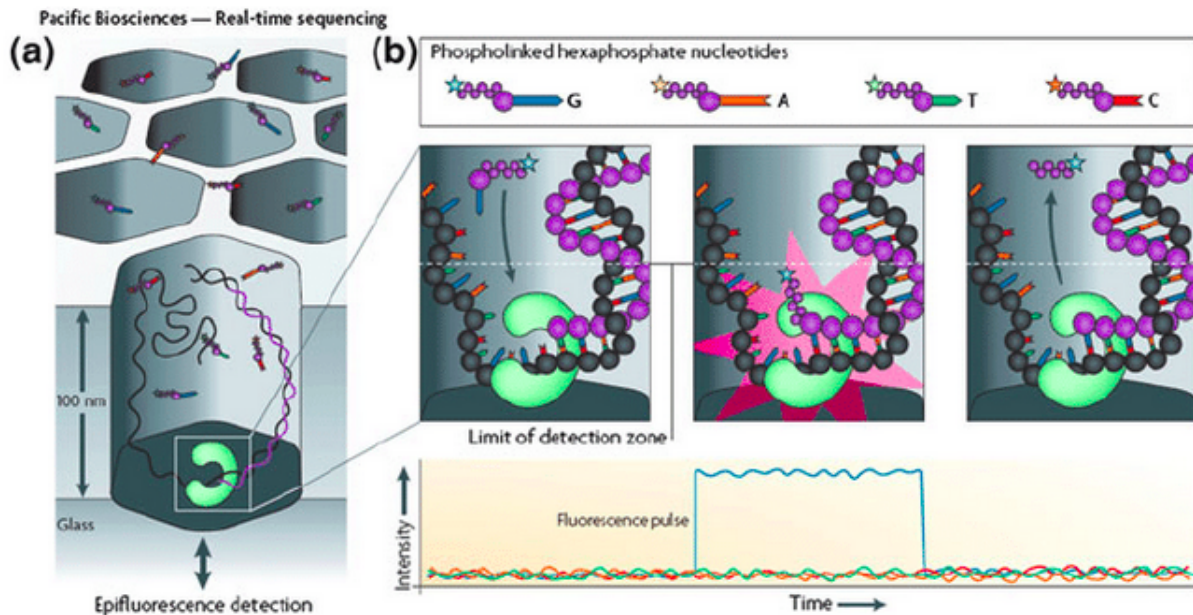 Pacific Biosciences — Real-time sequencing
(a)
100 nm
Glass
Epifluorescence detection
(b)
Phospholinked hexaphosphate nucleotides
G
A
T
C
Limit of detection zone
Intensity
Fluorescence pulse
Time